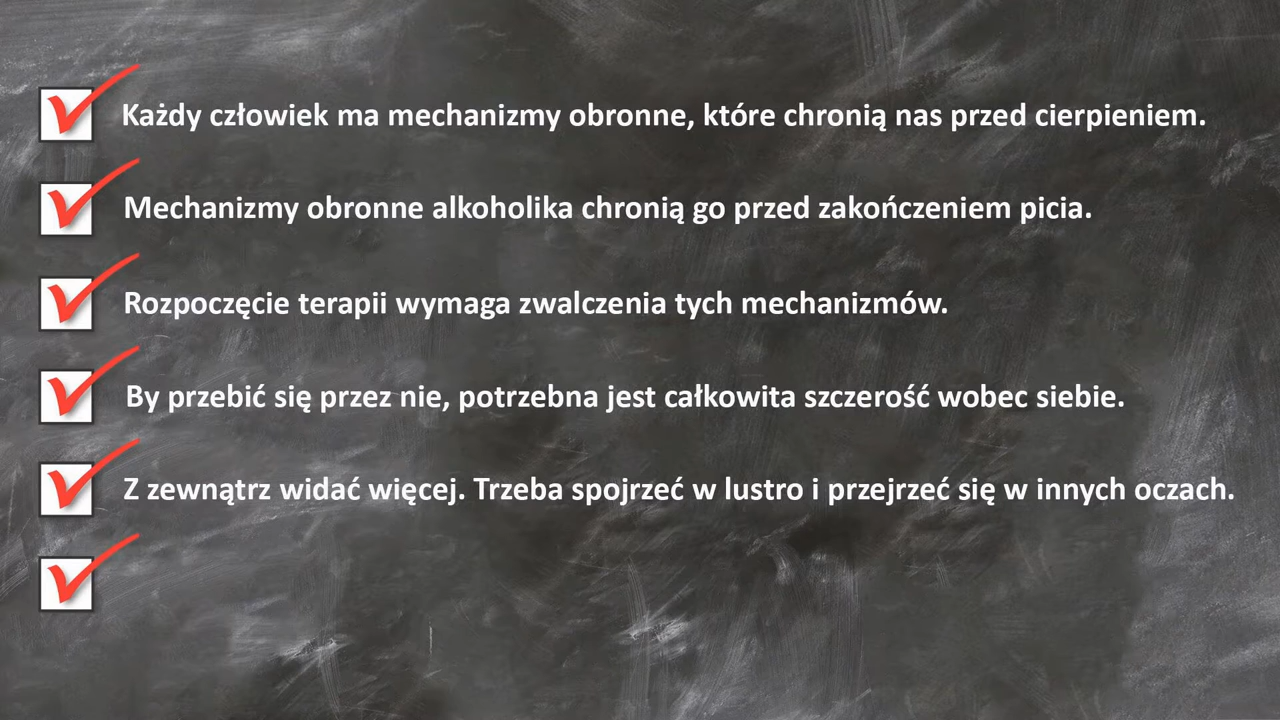 Każdy człowiek ma mechanizmy obronne, które chronią nas przed cierpieniem.
Mechanizmy obronne alkoholika chronią go przed zakończeniem picia.
Rozpoczęcie terapii wymaga zwalczenia tych mechanizmów.
By przebić się przez nie, potrzebna jest całkowita szczerość wobec siebie.
Z zewnątrz widać więcej. Trzeba spojrzeć w lustro i przejrzeć się w innych oczach.